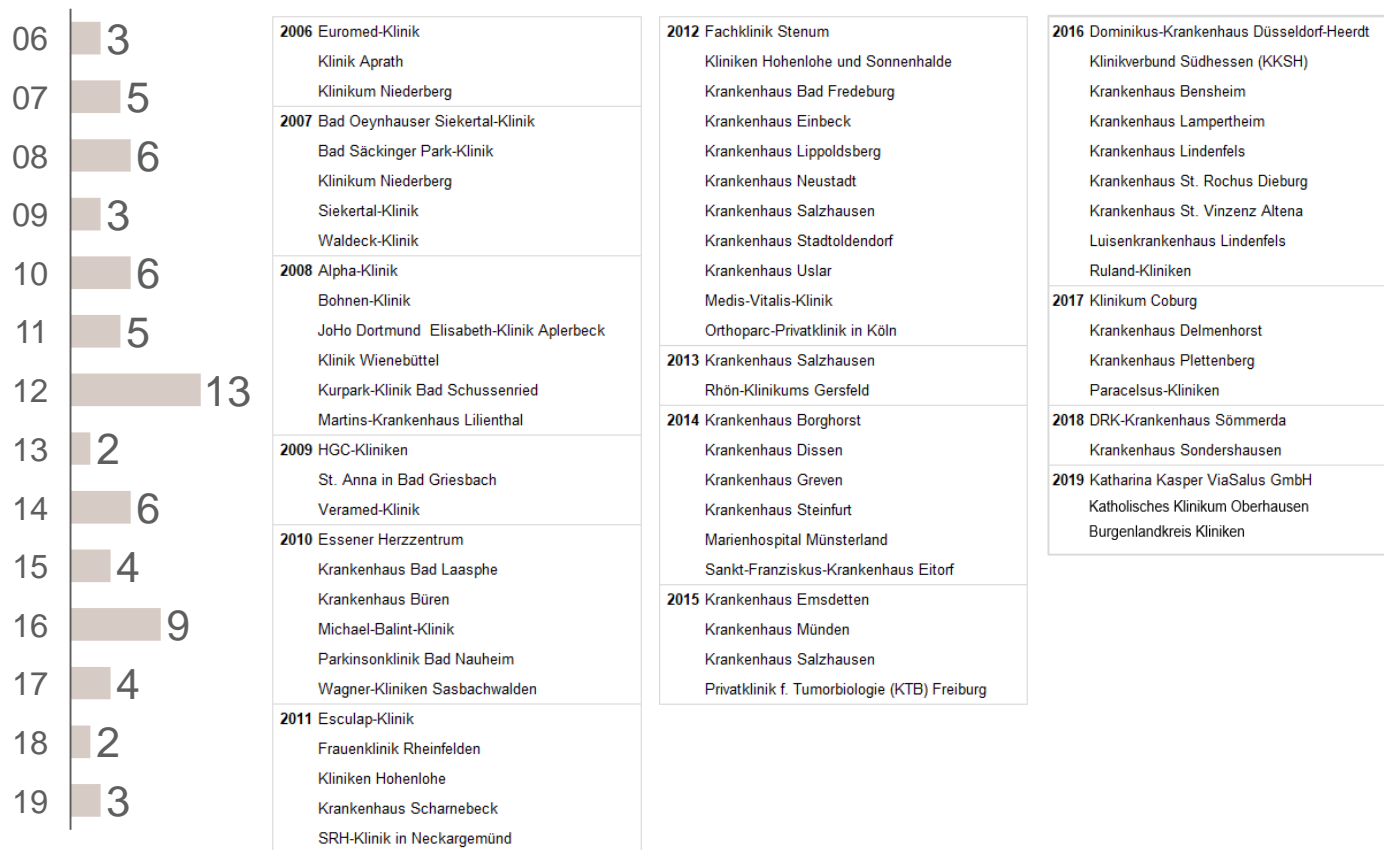 06 3
07 5
08 6
09 3
10 6
11 5
12 13
13 2
14 6
15 4
16 9
17 4
18 2
19 3
2006 Euromed-Klinik
Klinik Aprath
Klinikum Niederberg
2007 Bad Oeynhauser Siekertal-Klinik
Bad Säckinger Park-Klinik
Klinikum Niederberg
Siekertal-Klinik
Waldeck-Klinik
2008 Alpha-Klinik
Bohnen-Klinik
JoHo Dortmund  Elisabeth-Klinik Aplerbeck
Klinik Wienebüttel
Kurpark-Klinik Bad Schussenried
Martins-Krankenhaus Lilienthal
2009 HGC-Kliniken
St. Anna in Bad Griesbach
Veramed-Klinik
2010 Essener Herzzentrum
Krankenhaus Bad Laasphe
Krankenhaus Büren
Michael-Balint-Klinik
Parkinsonklinik Bad Nauheim
Wagner-Kliniken Sasbachwalden
2011 Esculap-Klinik
Frauenklinik Rheinfelden
Kliniken Hohenlohe
Krankenhaus Scharnebeck
SRH-Klinik in Neckargemünd
2012 Fachklinik Stenum
Kliniken Hohenlohe und Sonnenhalde
Krankenhaus Bad Fredeburg
Krankenhaus Einbeck
Krankenhaus Lippoldsberg
Krankenhaus Neustadt
Krankenhaus Salzhausen
Krankenhaus Stadtoldendorf
Krankenhaus Uslar
Medis-Vitalis-Klinik
Orthoparc-Privatklinik in Köln
2013 Krankenhaus Salzhausen
Rhön-Klinikums Gersfeld
2014 Krankenhaus Borghorst
Krankenhaus Dissen
Krankenhaus Greven
Krankenhaus Steinfurt
Marienhospital Münsterland
Sankt-Franziskus-Krankenhaus Eitorf
2015 Krankenhaus Emsdetten
Krankenhaus Münden
Krankenhaus Salzhausen
Privatklinik f. Tumorbiologie (KTB) Freiburg
2016 Dominikus-Krankenhaus Düsseldorf-Heerdt
Klinikverbund Südhessen (KKSH)
Krankenhaus Bensheim
Krankenhaus Lampertheim
Krankenhaus Lindenfels
Krankenhaus St. Rochus Dieburg
Krankenhaus St. Vinzenz Altena
Luisenkrankenhaus Lindenfels
Ruland-Kliniken
2017 Klinikum Coburg
Krankenhaus Delmenhorst
Krankenhaus Plettenberg
Paracelsus-Kliniken
2018 DRK-Krankenhaus Sömmerda
Krankenhaus Sondershausen
2019 Katharina Kasper ViaSalus GmbH
Katholisches Klinikum Oberhausen
Burgenlandkreis Kliniken